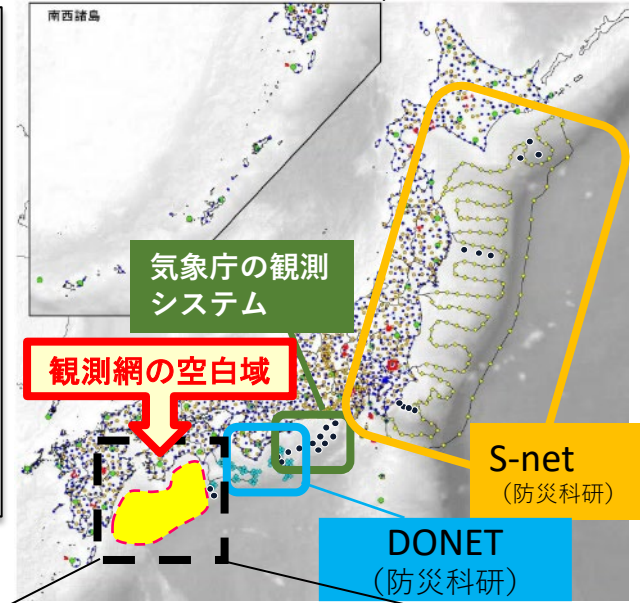 南西諸島
気象庁の観測
システム
観測網の空白域
S-net
（防災科研）
DONET
（防災科研）